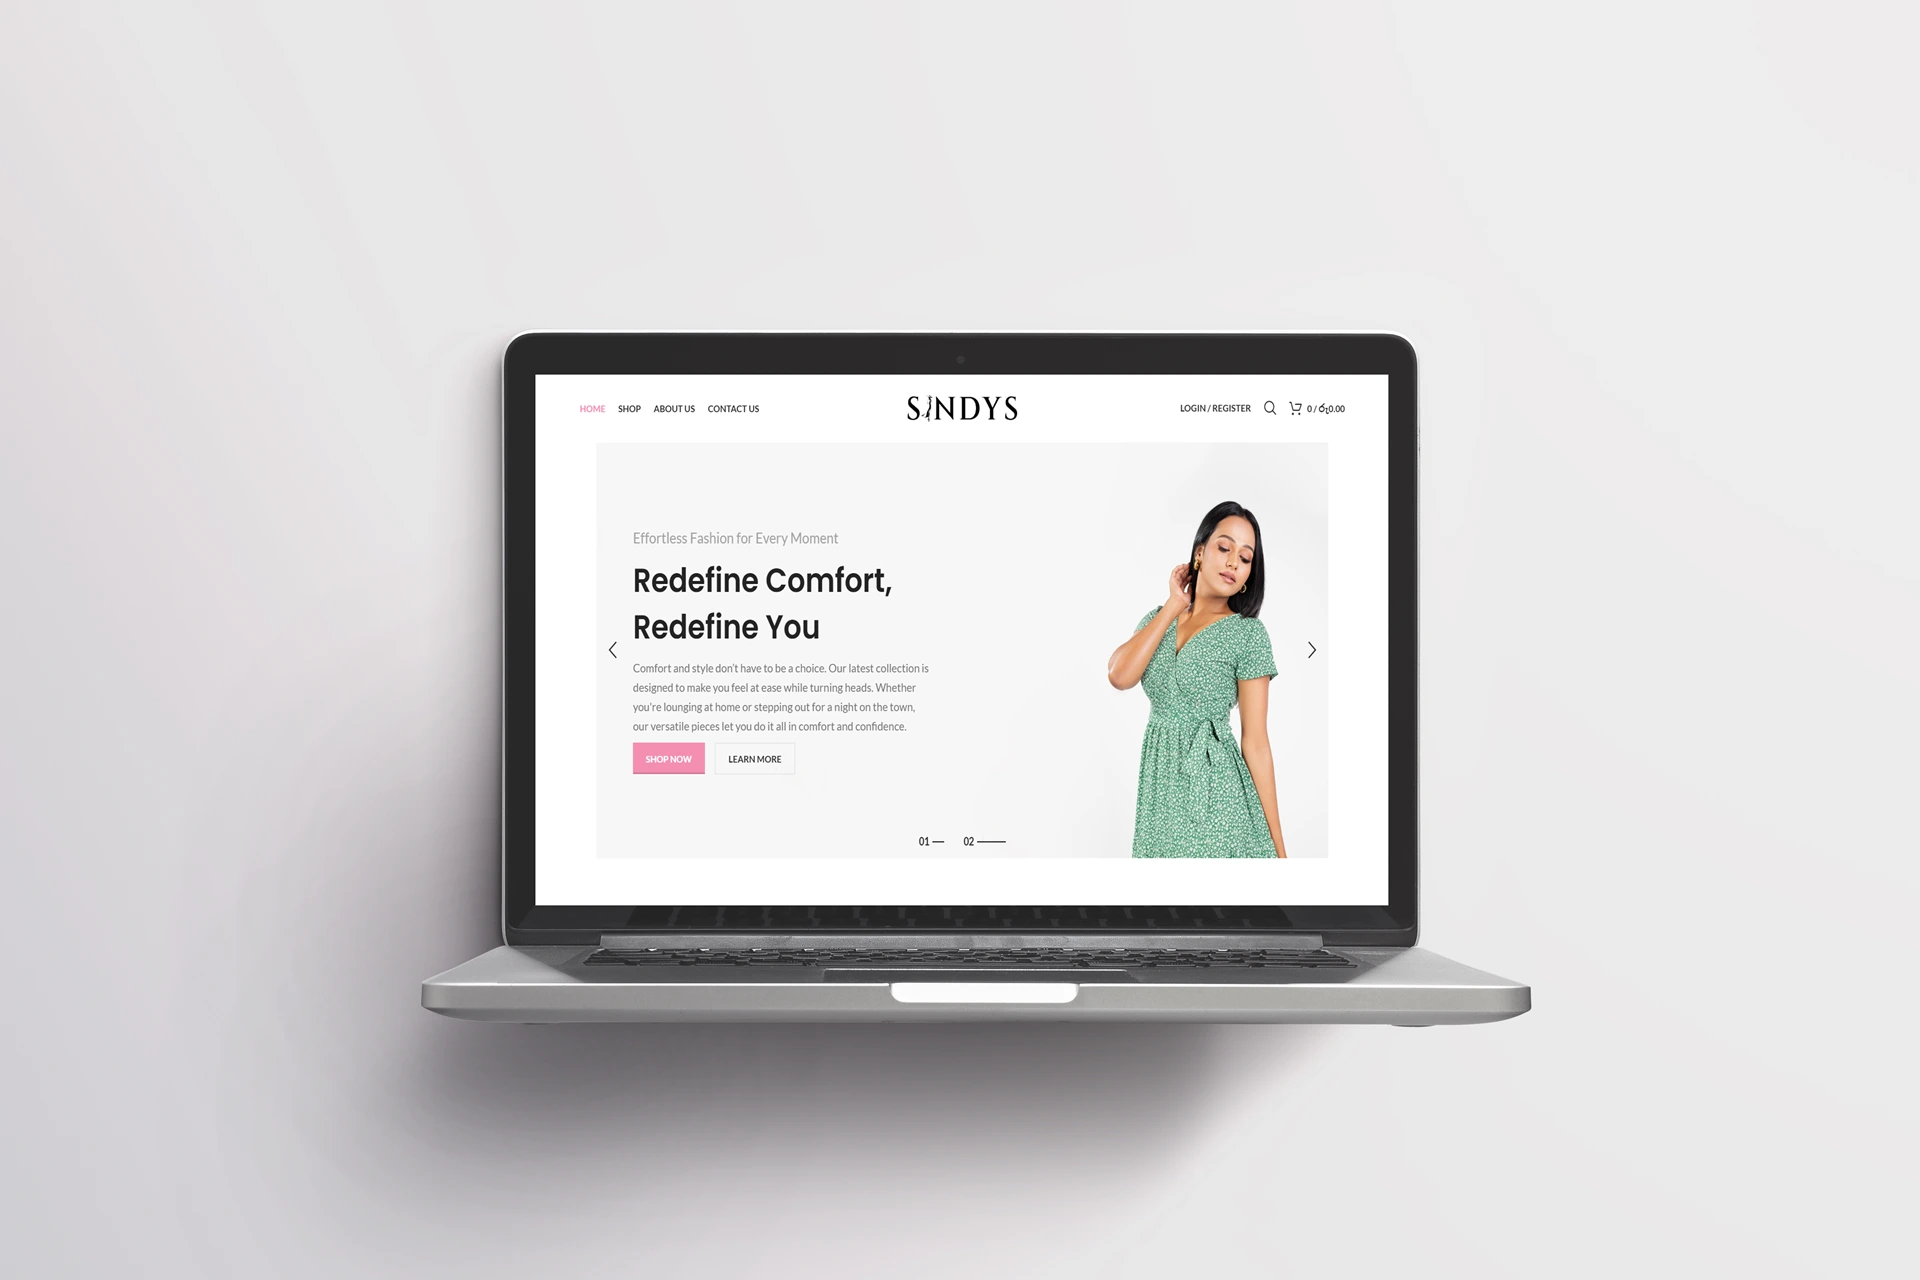 HOME SHOP ABOUT US CONTACT US
SINDYS
LOGIN / REGISTER
0 / රු0.00
Effortless Fashion for Every Moment
Redefine Comfort,
Redefine You
Comfort and style don't have to be a choice. Our latest collection is
designed to make you feel at ease while turning heads. Whether
you're lounging at home or stepping out for a night on the town,
our versatile pieces let you do it all in comfort and confidence.
SHOP NOW LEARN MORE
01 02